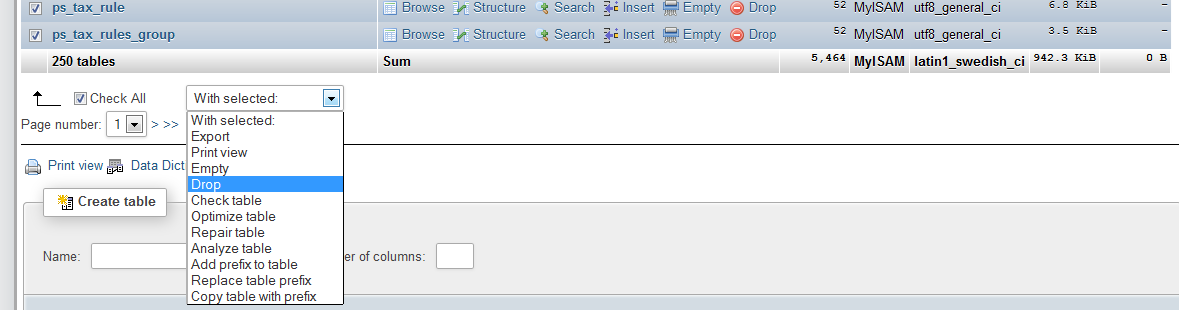 ps_tax_rule Browse Structure Search Insert Empty Drop 52 MyISAM utf8_general_ci 6.8 KiB -
ps_tax_rules_group Browse Structure Search Insert Empty Drop 52 MyISAM utf8_general_ci 3.5 KiB -
250 tables Sum 5,464 MyISAM latin1_swedish_ci 942.3 KiB 0 B
Check All With selected:
Page number: 1 > >>
With selected:
Export
Print view
Empty
Drop
Check table
Optimize table
Repair table
Analyze table
Add prefix to table
Replace table prefix
Copy table with prefix
Print view Data Dict
Create table
Name: er of columns: